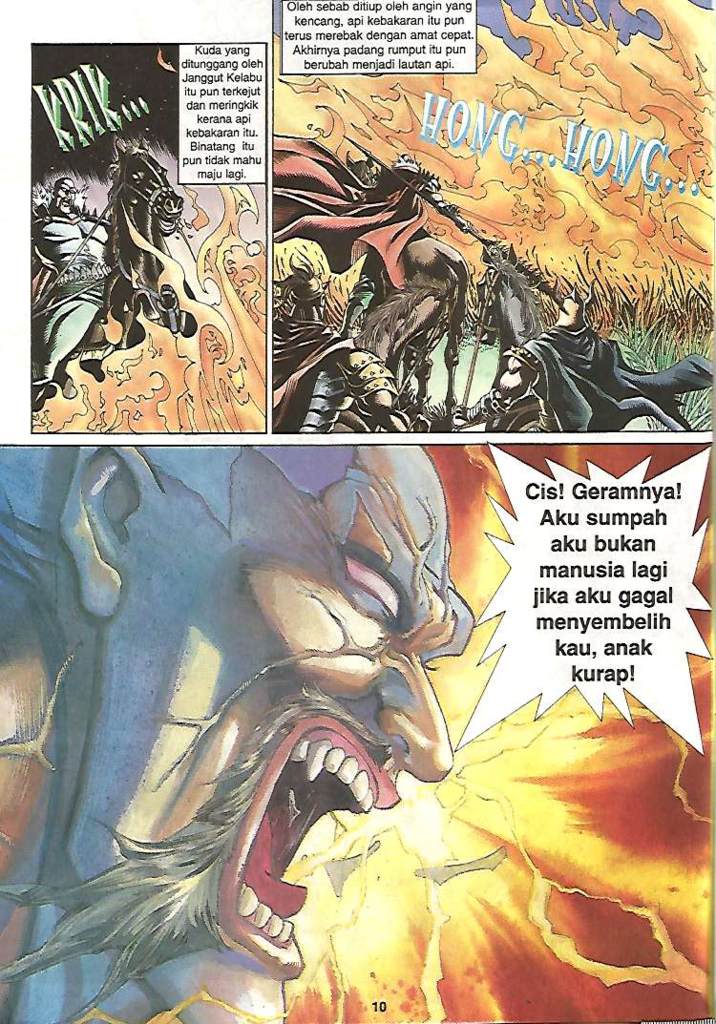 Kuda yang
ditunggang oleh
Janggut Kelabu
itu pun terkejut
dan meringkik
kerana api
kebakaran itu.
Binatang itu
pun tidak mahu
maju lagi.
KRIK...
Oleh sebab ditiup oleh angin yang
kencang, api kebakaran itu pun
terus merebak dengan amat cepat.
Akhirnya padang rumput itu pun
berubah menjadi lautan api.
HONG...HONG...
Cis! Geramnya!
Aku sumpah
aku bukan
manusia lagi
jika aku gagal
menyembelih
kau, anak
kurap!
10